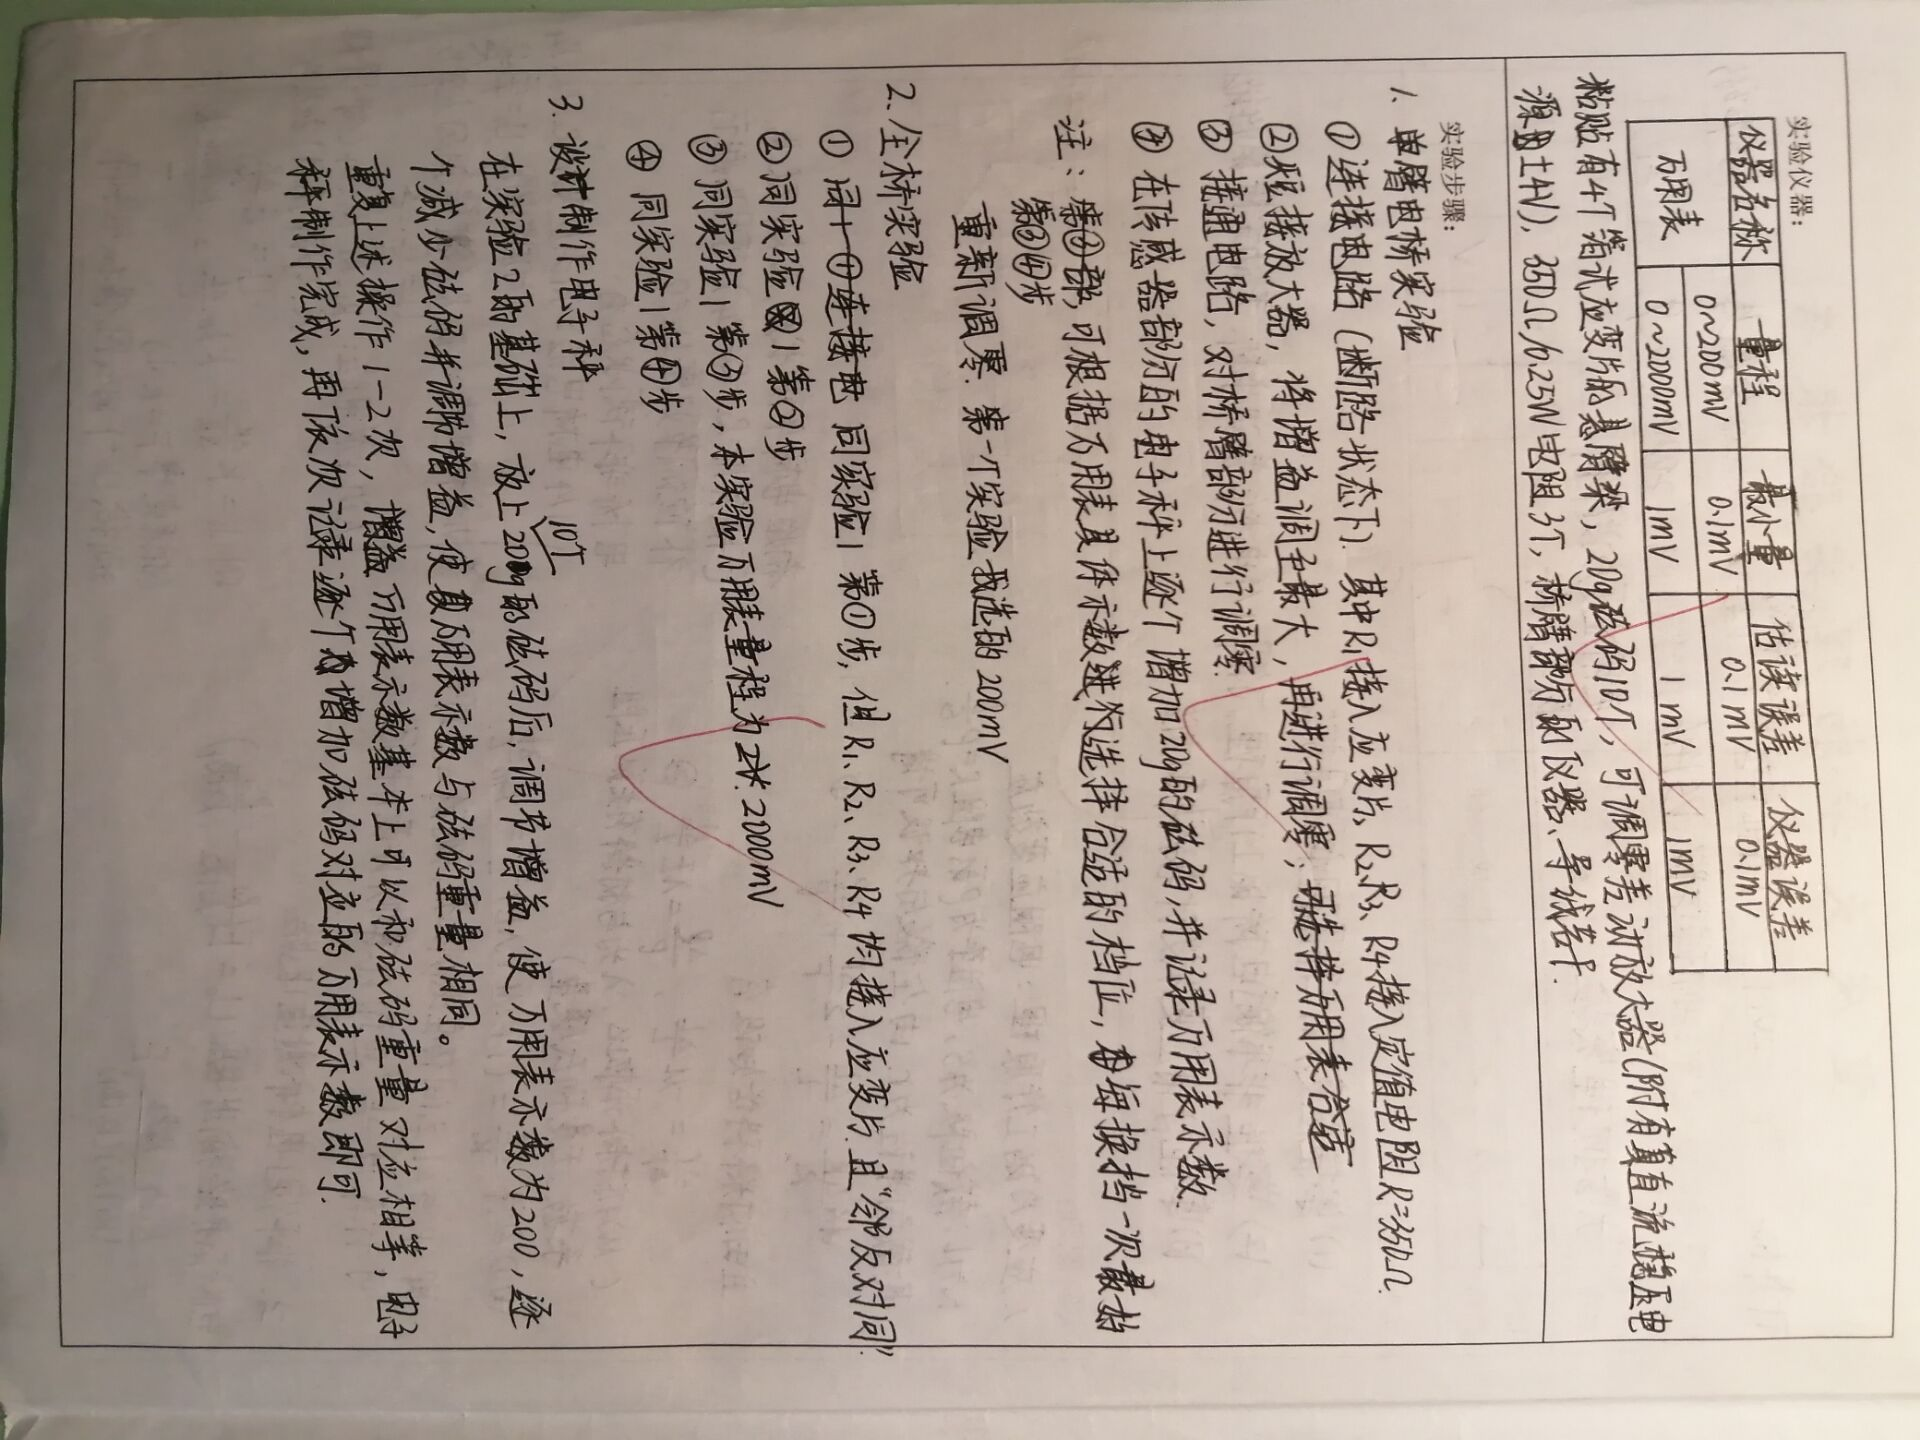 实验仪器：
仪器名称 量程 最小量 估读误差 仪器误差
万用表 0~200mV 0.1mV 0.1mV 0.1mV
0~2000mV 1mV 1mV 1mV
粘贴有4个箔式应变片的悬臂梁，20g砝码10个，可调零差动放大器（附有直流稳压电
源±4V），350Ω，0.25W电阻3个，桥臂部分的仪器、导线若干．
实验步骤：
1．单臂电桥实验
①连接电路（断路状态下）．其中R1接入应变片、R2、R3、R4接入定值电阻R=350Ω．
②短接放大器，将增益调至最大，再进行调零；可选择万用表合适
③接通电路，对桥臂部分进行调零
④在传感器部分的电子秤上逐个增加20g的砝码，并记录万用表示数．
注：可根据万用表具体示数进行选择合适的档位，每换挡一次最好
第③④步
重新调零．第一个实验我选的200mV
2．全桥实验
①同实验1第①步，但R1、R2、R3、R4均接入应变片．且“邻反对同”．
②同实验1第②步
③同实验1第③步，本实验万用表量程为2000mV
④同实验1第④步
3．设计制作电子秤
在实验2的基础上，放上10个20g的砝码后，调节增益，使万用表示数为200，逐
个减少砝码并调增益，使万用表示数与砝码重量相同。
重复上述操作1-2次，万用表示数基本上可以和砝码重量对应相等，电子
秤制作完成，再依次记录逐个增加砝码对应的万用表示数即可．